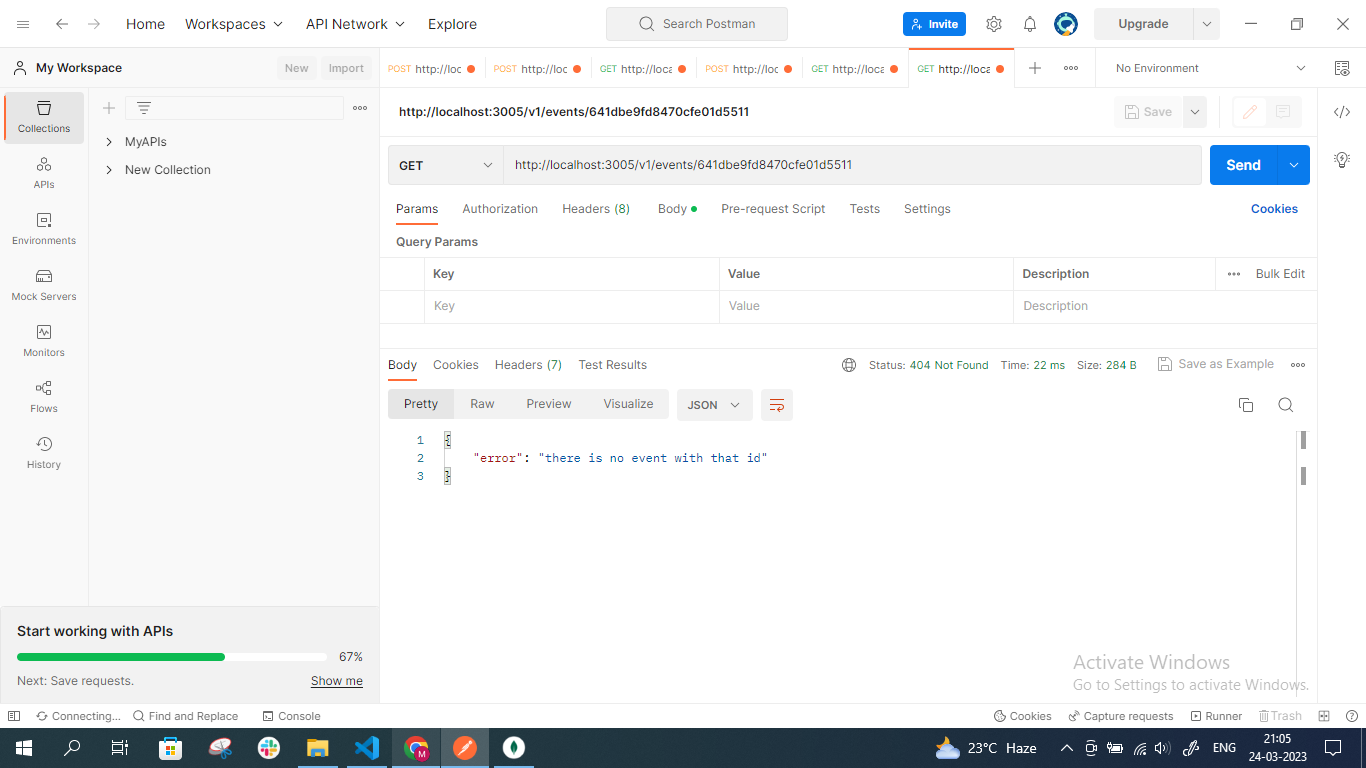 Home Workspaces API Network Explore Search Postman Invite Upgrade
My Workspace New Import POST http://loc POST http://loc GET http://loca POST http://loc GET http://loca GET http://loca No Environment
Collections
APIs
Environments
Mock Servers
Monitors
Flows
History
MyAPIs
New Collection
http://localhost:3005/v1/events/641dbe9fd8470cfe01d5511 Save
GET http://localhost:3005/v1/events/641dbe9fd8470cfe01d5511 Send
Params Authorization Headers (8) Body Pre-request Script Tests Settings Cookies
Query Params
Key Value Description Bulk Edit
Key Value Description
Body Cookies Headers (7) Test Results Status: 404 Not Found Time: 22 ms Size: 284 B Save as Example
Pretty Raw Preview Visualize JSON
1 {
2 "error": "there is no event with that id"
3 }
Start working with APIs
67%
Next: Save requests. Show me
Activate Windows
Go to Settings to activate Windows.
Connecting... Find and Replace Console Cookies Capture requests Runner Trash
23°C Haze ENG 21:05
24-03-2023